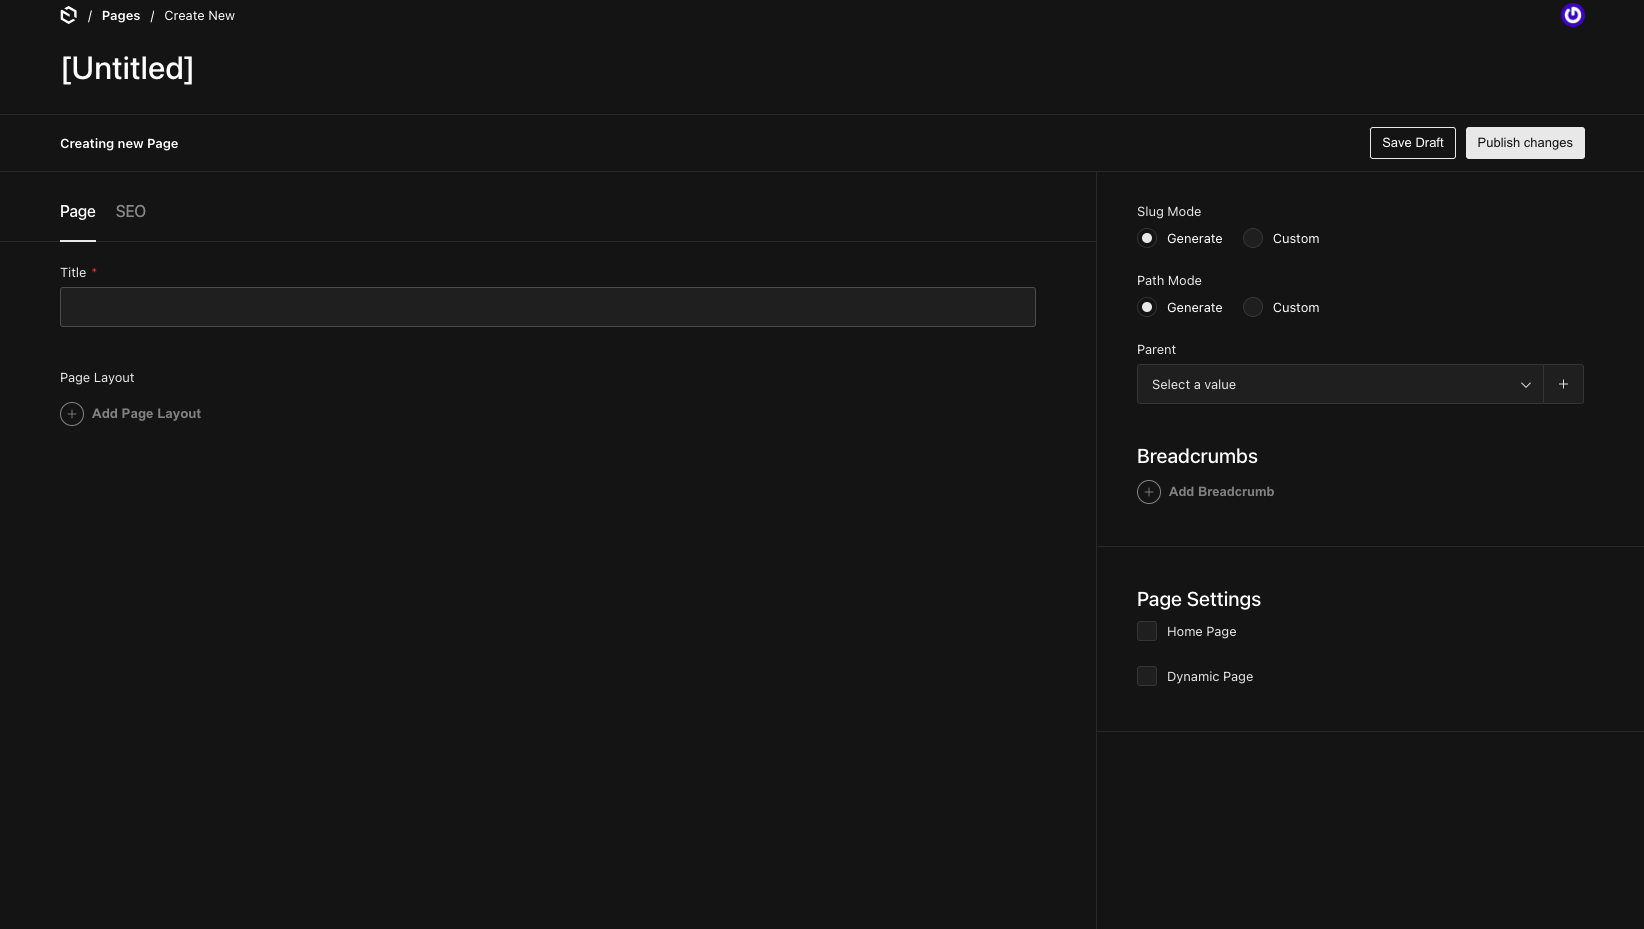 / Pages / Create New
[Untitled]
Creating new Page
Save Draft
Publish changes
Page
SEO
Title *
Page Layout
Add Page Layout
Slug Mode
Generate
Custom
Path Mode
Generate
Custom
Parent
Select a value
Breadcrumbs
Add Breadcrumb
Page Settings
Home Page
Dynamic Page